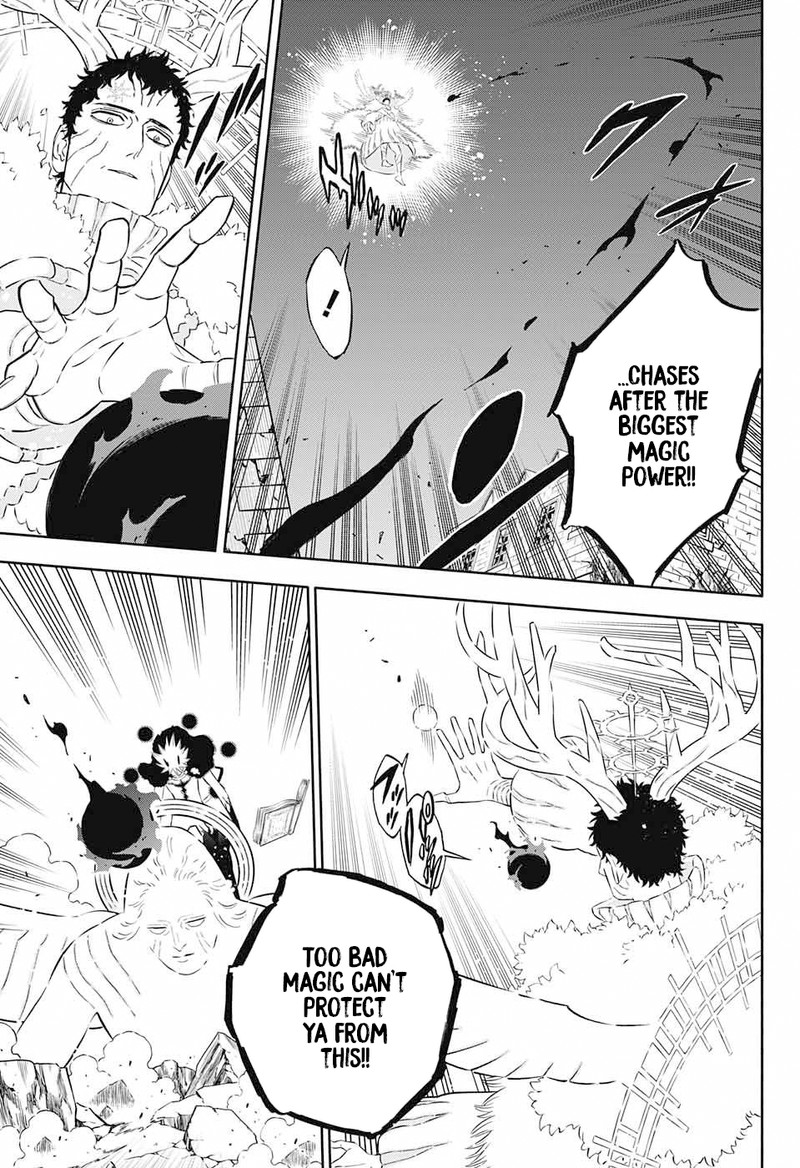 ...CHASES
AFTER THE
BIGGEST
MAGIC
POWER!!
!
TOO BAD
MAGIC CAN'T
PROTECT
YA FROM
THIS!!